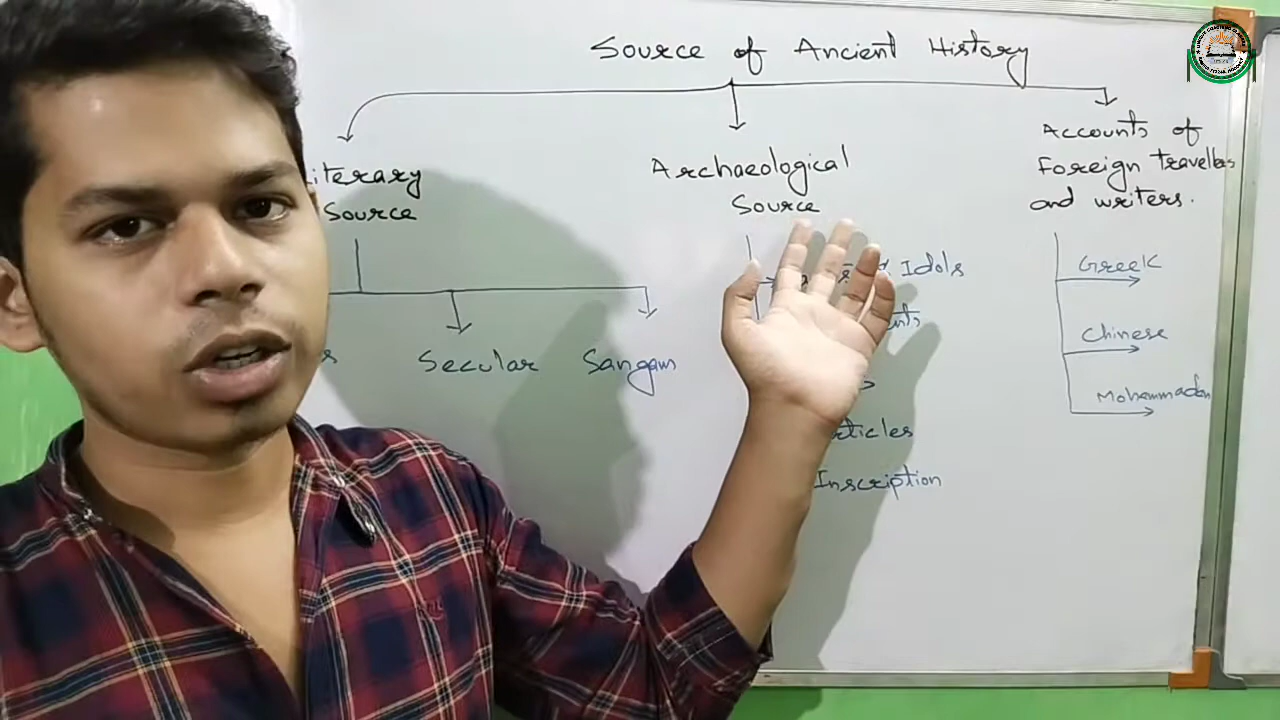 Source of Ancient History
Literary
Source
Secular
Sangam
Archaeological
Source
Idols
Inscription
Accounts of
Foreign travellers
and writers.
Greek
Chinese
Mohammadan